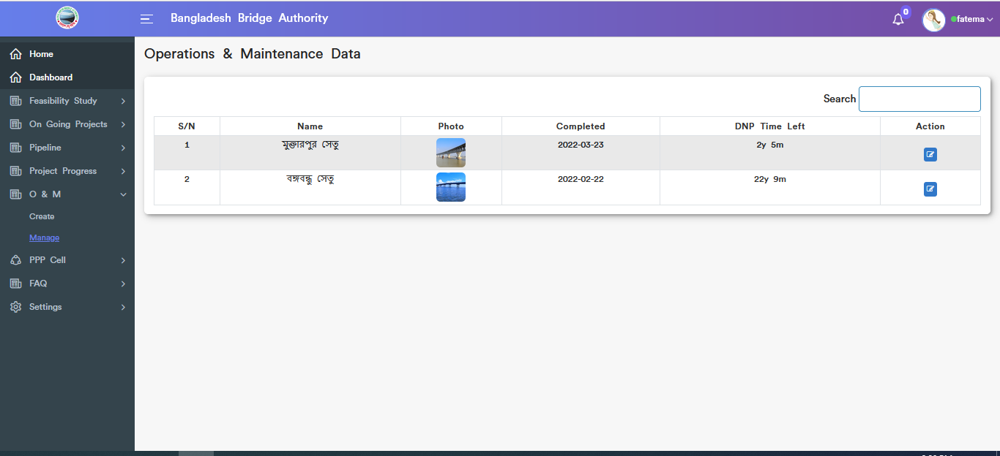 Bangladesh Bridge Authority
0
fatema
Home
Dashboard
Feasibility Study
On Going Projects
Pipeline
Project Progress
O & M
Create
Manage
PPP Cell
FAQ
Settings
Operations & Maintenance Data
Search
S/N Name Photo Completed DNP Time Left Action
1 মুক্তারপুর সেতু 2022-03-23 2y 5m
2 বঙ্গবন্ধু সেতু 2022-02-22 22y 9m